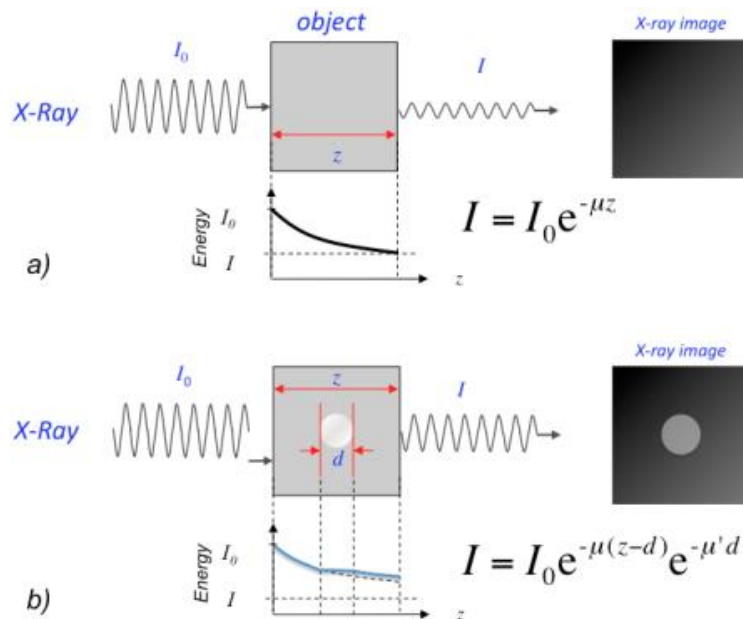 object
X-ray image
I₀
I
X-Ray
z
Energy
I₀
I
z
I = I₀e^{-μz}
a)
X-ray image
I₀
z
I
X-Ray
d
Energy
I₀
I
z
I = I₀e^{-μ(z-d)}e^{-μ'd}
b)